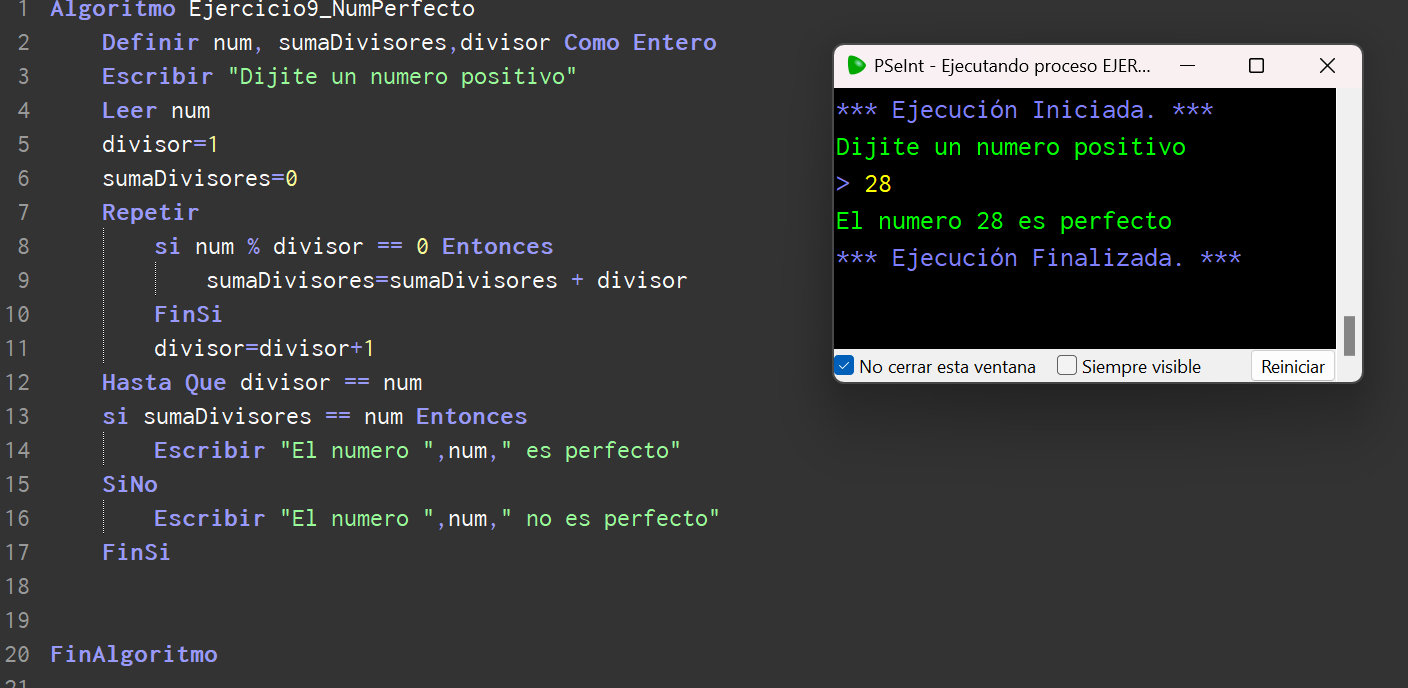 1 Algoritmo Ejercicio9_NumPerfecto
2 Definir num, sumaDivisores,divisor Como Entero
3 Escribir "Dijite un numero positivo"
4 Leer num
5 divisor=1
6 sumaDivisores=0
7 Repetir
8 si num % divisor == 0 Entonces
9 sumaDivisores=sumaDivisores + divisor
10 FinSi
11 divisor=divisor+1
12 Hasta Que divisor == num
13 si sumaDivisores == num Entonces
14 Escribir "El numero ",num," es perfecto"
15 SiNo
16 Escribir "El numero ",num," no es perfecto"
17 FinSi
18
19
20 FinAlgoritmo
21
PSeInt - Ejecutando proceso EJER...
*** Ejecución Iniciada. ***
Dijite un numero positivo
> 28
El numero 28 es perfecto
*** Ejecución Finalizada. ***
No cerrar esta ventana Siempre visible Reiniciar